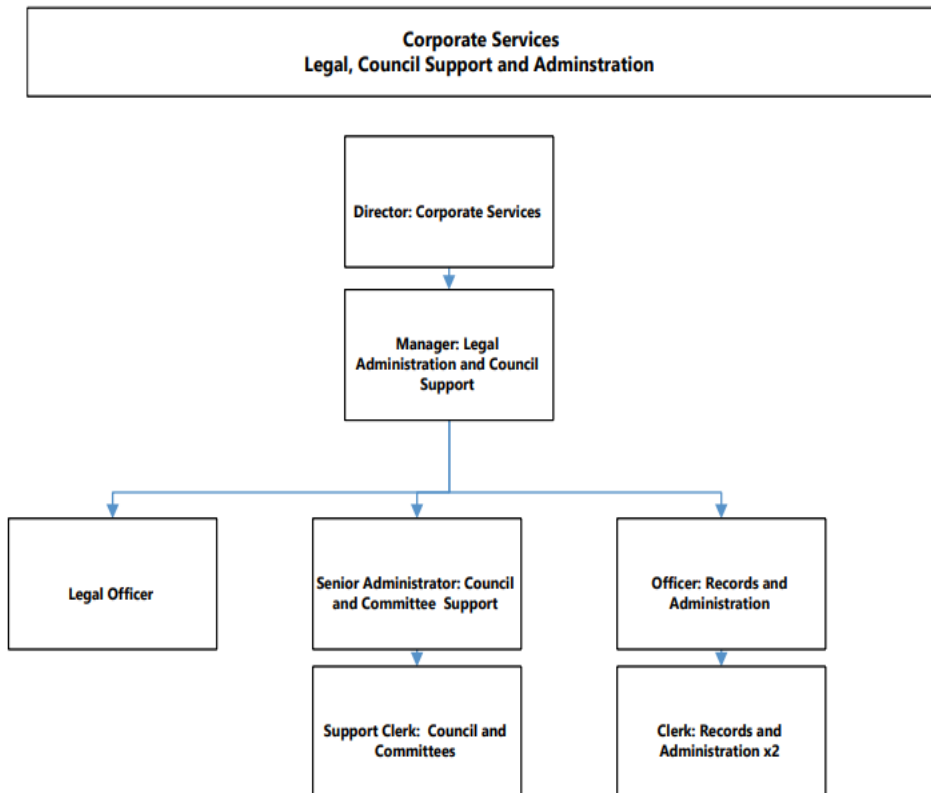 Corporate Services
Legal, Council Support and Adminstration
Director: Corporate Services
Manager: Legal
Administration and Council
Support
Legal Officer
Senior Administrator: Council
and Committee Support
Officer: Records and
Administration
Support Clerk: Council and
Committees
Clerk: Records and
Administration x2